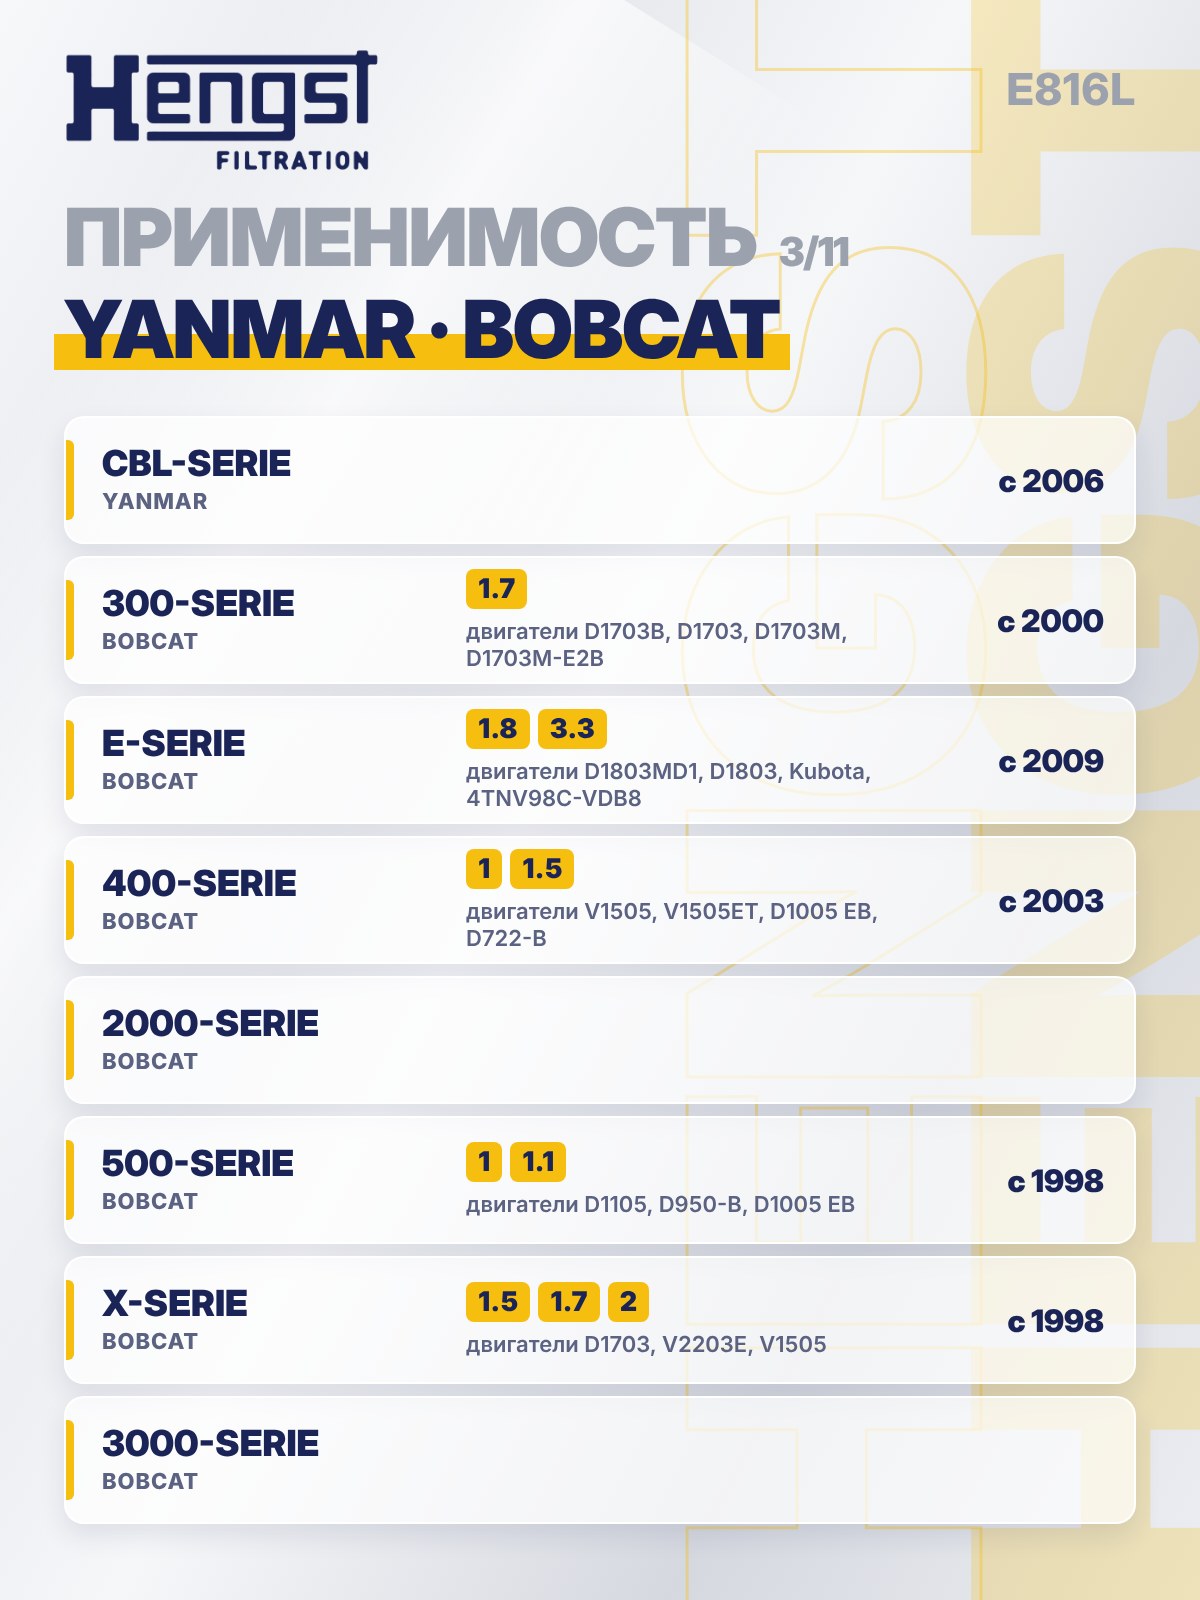 Hengst
FILTRATION
E816L
ПРИМЕНИМОСТЬ 3/11
YANMAR · BOBCAT
CBL-SERIE
YANMAR
с 2006
300-SERIE
BOBCAT
1.7
двигатели D1703B, D1703, D1703M,
D1703M-E2B
с 2000
E-SERIE
BOBCAT
1.8 3.3
двигатели D1803MD1, D1803, Kubota,
4TNV98C-VDB8
с 2009
400-SERIE
BOBCAT
1 1.5
двигатели V1505, V1505ET, D1005 EB,
D722-B
с 2003
2000-SERIE
BOBCAT
500-SERIE
BOBCAT
1 1.1
двигатели D1105, D950-B, D1005 EB
с 1998
X-SERIE
BOBCAT
1.5 1.7 2
двигатели D1703, V2203E, V1505
с 1998
3000-SERIE
BOBCAT
HENGST
HENGST